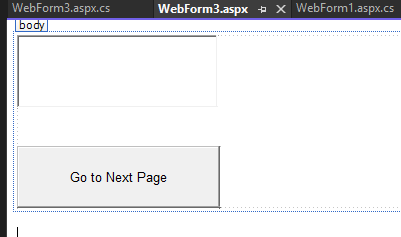 WebForm3.aspx.cs WebForm3.aspx WebForm1.aspx.cs
body
Go to Next Page